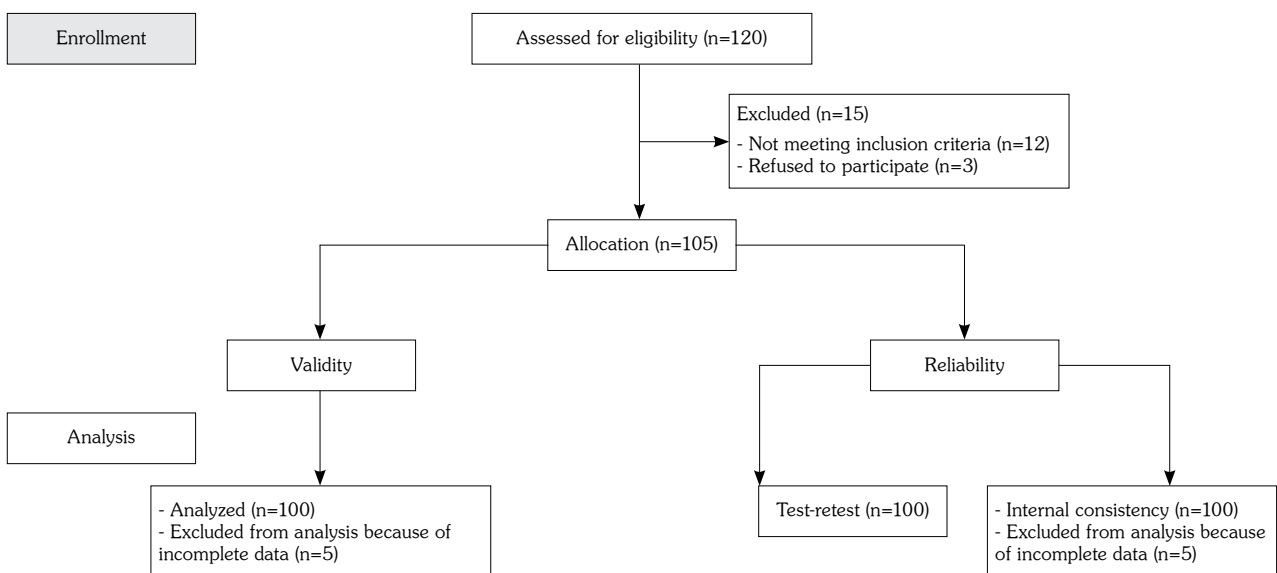 Enrollment
Assessed for eligibility (n=120)
Excluded (n=15)
- Not meeting inclusion criteria (n=12)
- Refused to participate (n=3)
Allocation (n=105)
Validity
Reliability
Analysis
- Analyzed (n=100)
- Excluded from analysis because of
incomplete data (n=5)
Test-retest (n=100)
- Internal consistency (n=100)
- Excluded from analysis because
of incomplete data (n=5)